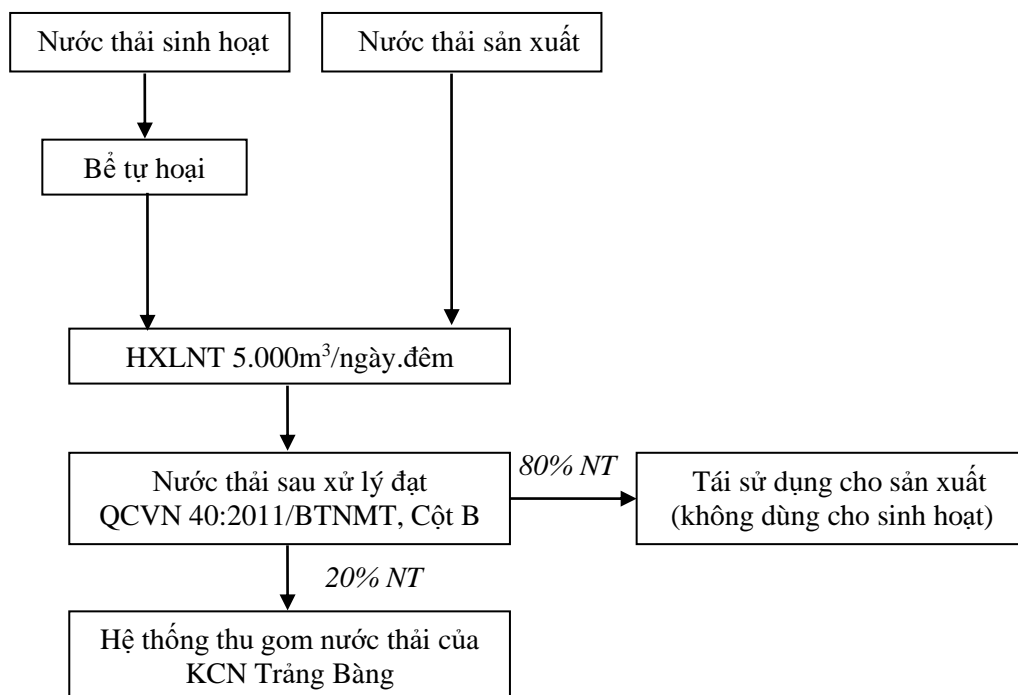 Nước thải sinh hoạt
Nước thải sản xuất
Bể tự hoại
HXLNT 5.000m³/ngày.đêm
Nước thải sau xử lý đạt
QCVN 40:2011/BTNMT, Cột B
80% NT
Tái sử dụng cho sản xuất
(không dùng cho sinh hoạt)
20% NT
Hệ thống thu gom nước thải của
KCN Trảng Bàng